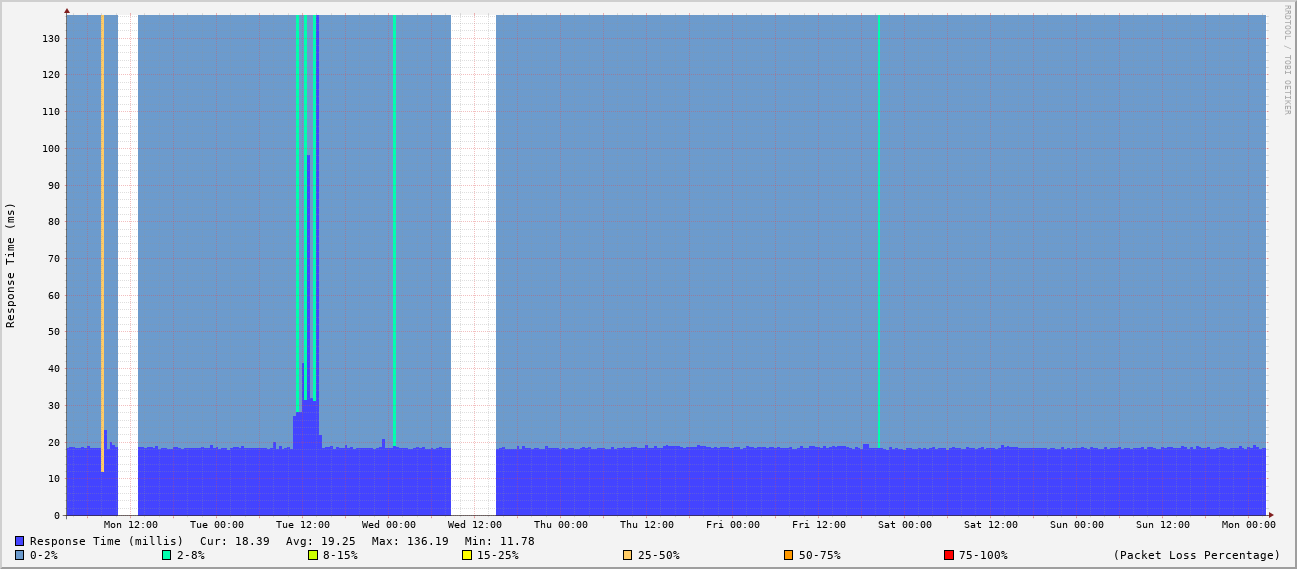 RRDTOOL / TOBI OETIKER
Response Time (ms)
130
120
110
100
90
80
70
60
50
40
30
20
10
0
Mon 12:00 Tue 00:00 Tue 12:00 Wed 00:00 Wed 12:00 Thu 00:00 Thu 12:00 Fri 00:00 Fri 12:00 Sat 00:00 Sat 12:00 Sun 00:00 Sun 12:00 Mon 00:00
Response Time (millis) Cur: 18.39 Avg: 19.25 Max: 136.19 Min: 11.78
0-2% 2-8% 8-15% 15-25% 25-50% 50-75% 75-100% (Packet Loss Percentage)